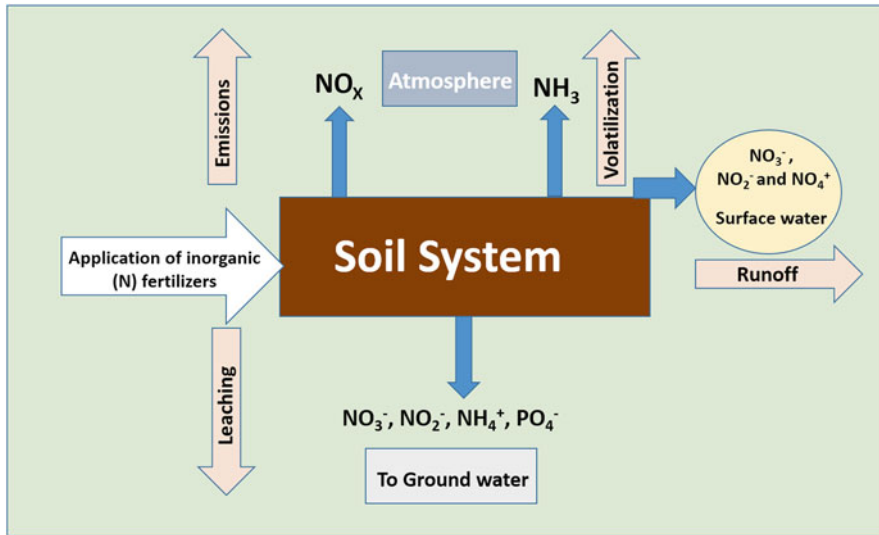 Emissions
NOₓ
Atmosphere
NH₃
Volatilization
NO₃⁻,
NO₂⁻ and NO₄⁺
Surface water
Application of inorganic
(N) fertilizers
Soil System
Runoff
Leaching
NO₃⁻, NO₂⁻, NH₄⁺, PO₄⁻
To Ground water